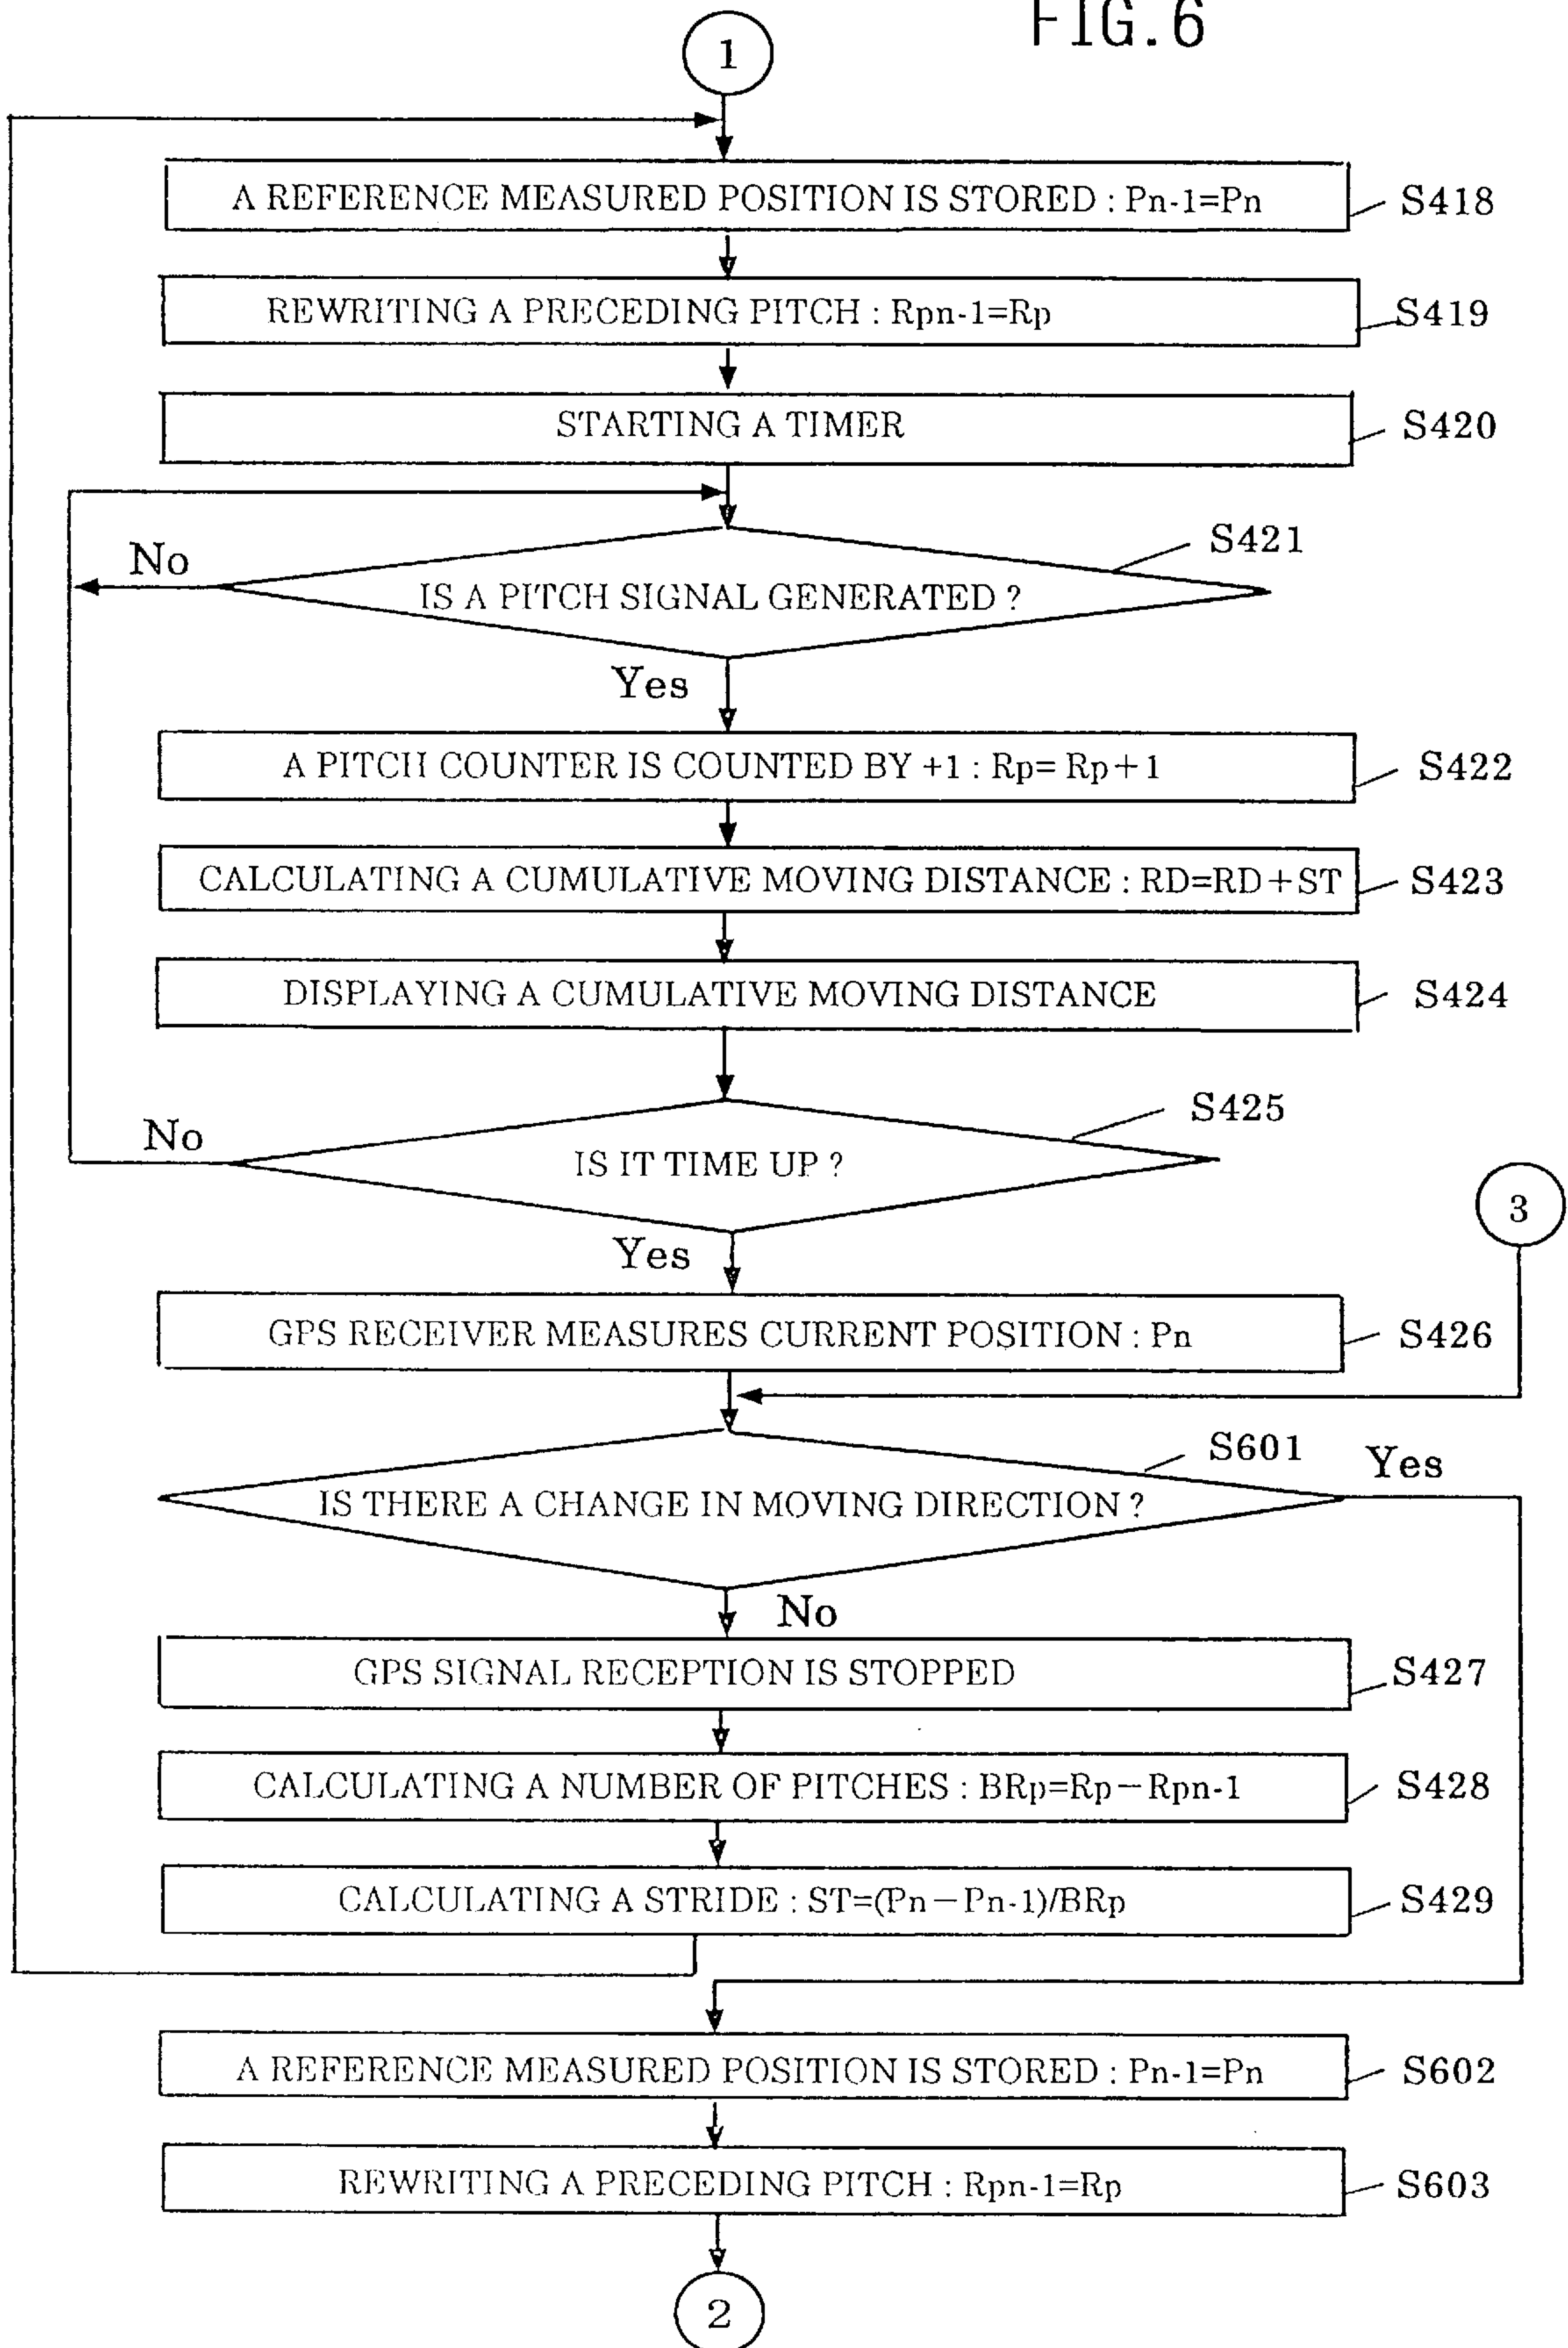 FIG.6
1
A REFERENCE MEASURED POSITION IS STORED : Pn-1=Pn
S418
REWRITING A PRECEDING PITCH : Rpn-1=Rp
S419
STARTING A TIMER
S420
S421
No
IS A PITCH SIGNAL GENERATED ?
Yes
A PITCH COUNTER IS COUNTED BY +1 : Rp= Rp+1
S422
CALCULATING A CUMULATIVE MOVING DISTANCE : RD=RD+ST
S423
DISPLAYING A CUMULATIVE MOVING DISTANCE
S424
S425
No
IS IT TIME UP ?
3
Yes
GPS RECEIVER MEASURES CURRENT POSITION : Pn
S426
S601
Yes
IS THERE A CHANGE IN MOVING DIRECTION ?
No
GPS SIGNAL RECEPTION IS STOPPED
S427
CALCULATING A NUMBER OF PITCHES : BRp=Rp-Rpn-1
S428
CALCULATING A STRIDE : ST=(Pn-Pn-1)/BRp
S429
A REFERENCE MEASURED POSITION IS STORED : Pn-1=Pn
S602
REWRITING A PRECEDING PITCH : Rpn-1=Rp
S603
2